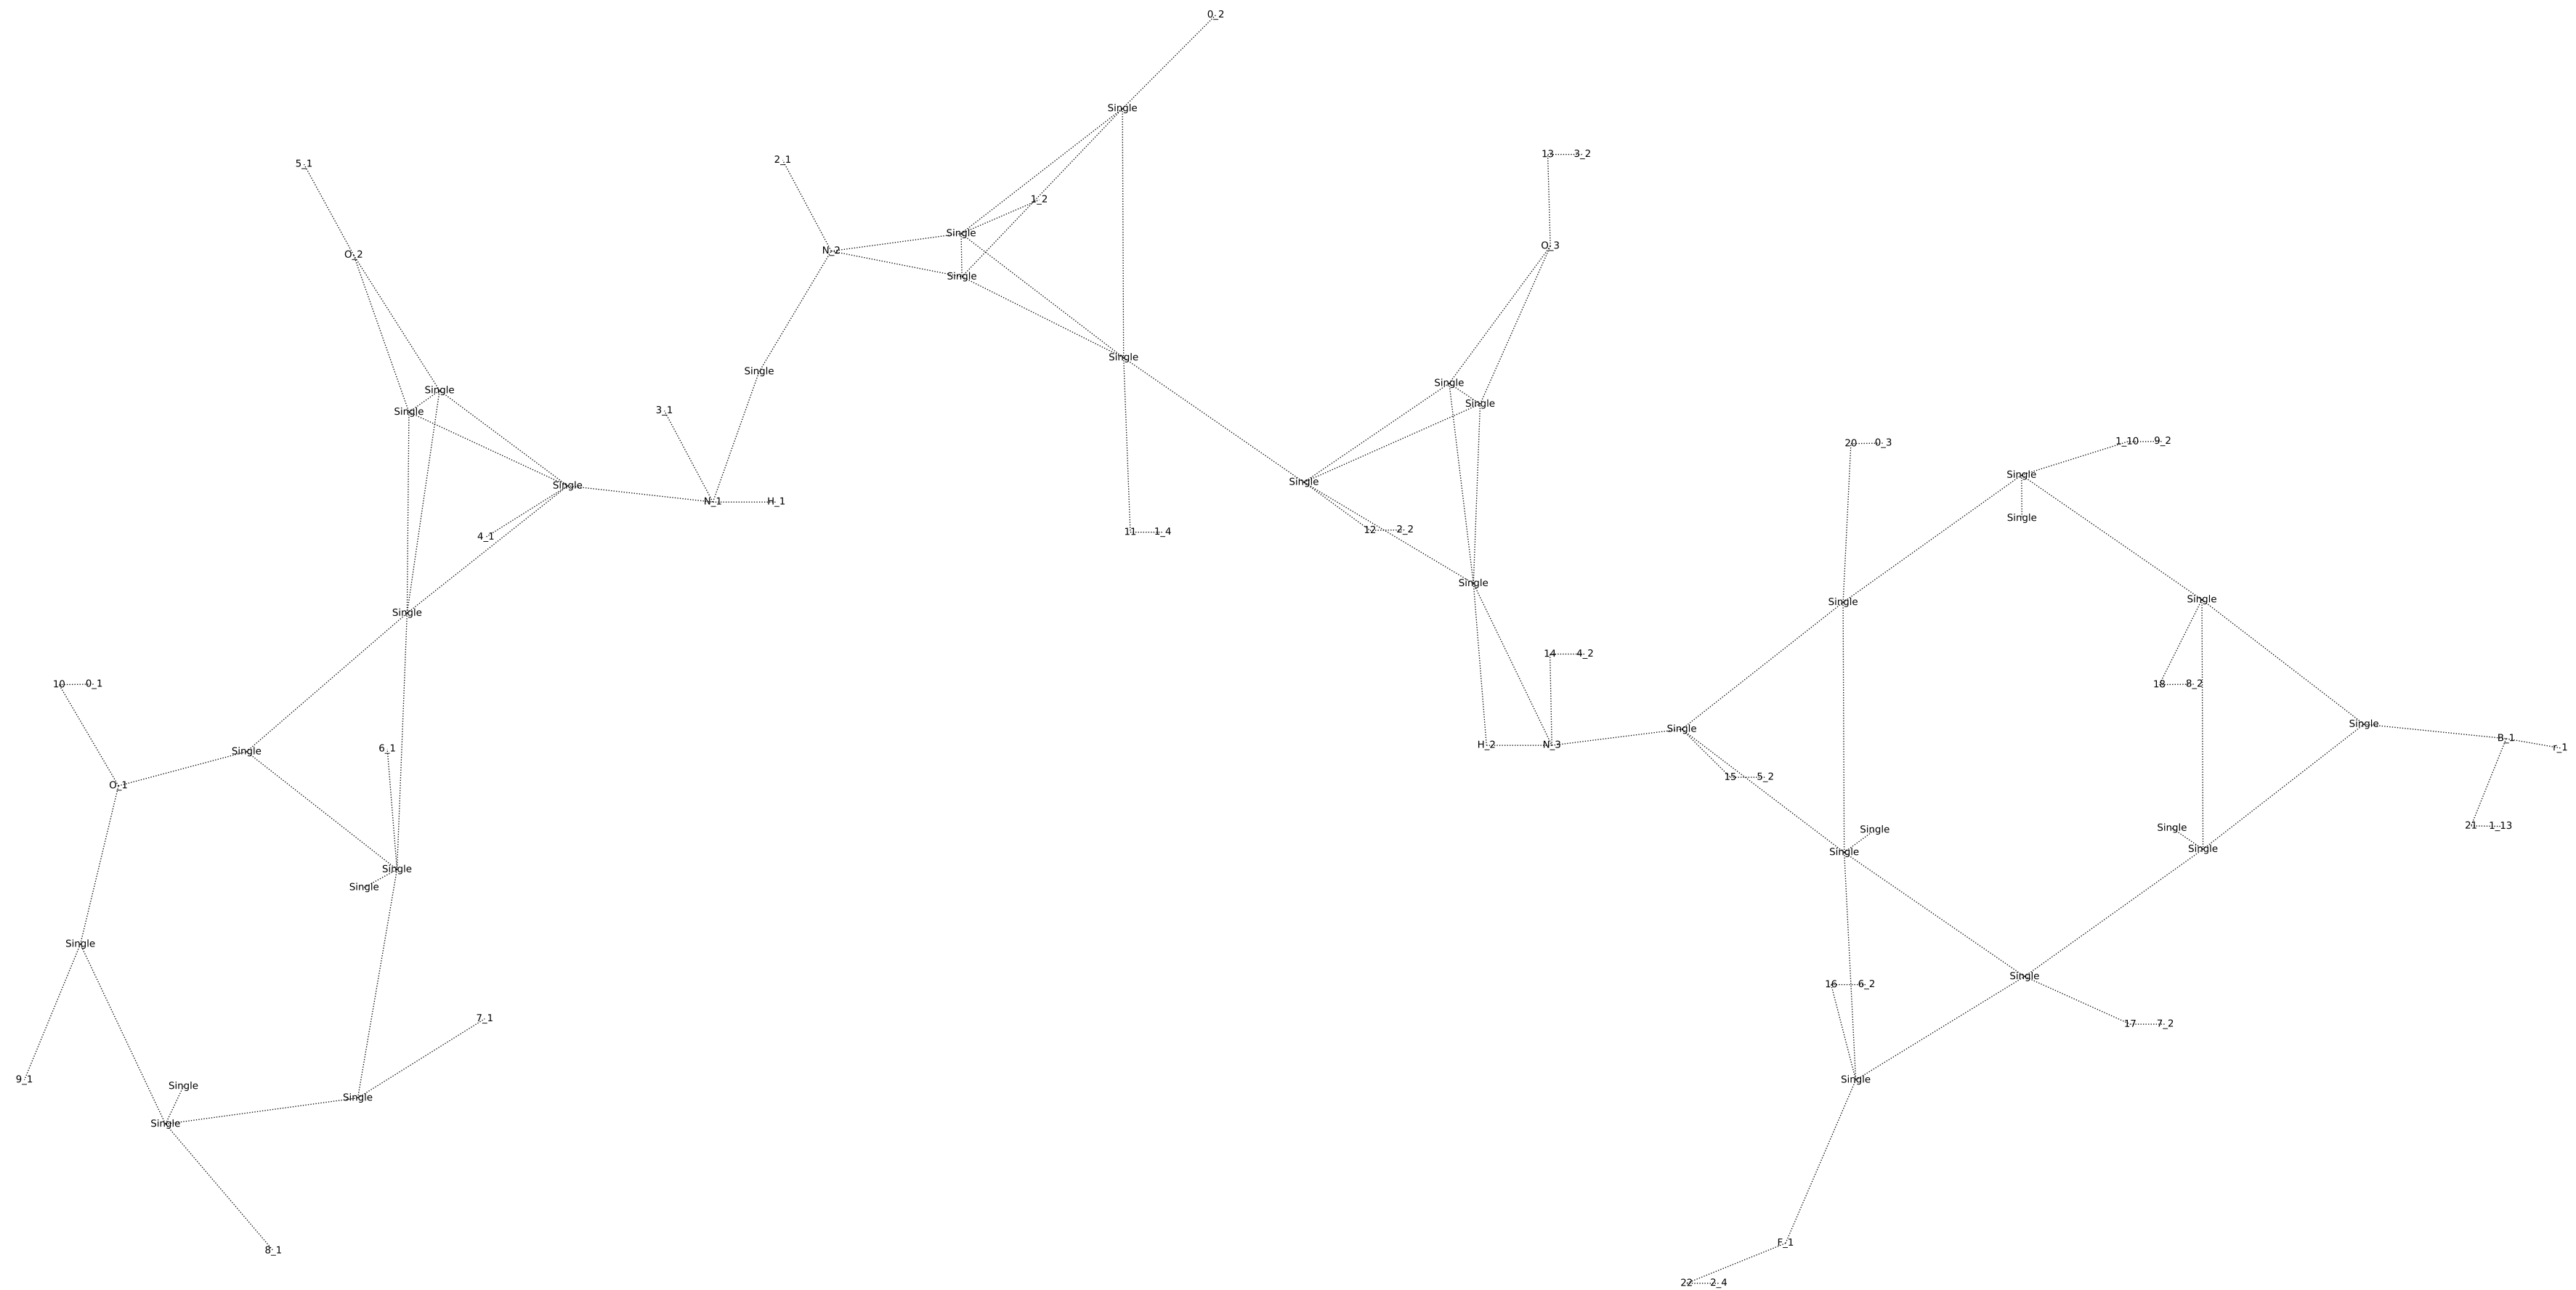 0_2
Single
13 3_2
2_1
5_1
1_2
Single
O_3
N_2
O_2
Single
Single
Single
Single
Single
Single
3_1
Single
20 0_3
1_10 9_2
Single
Single
Single
N_1 H_1
Single
12 2_2
11 1_4
4_1
Single
Single
Single
Single
14 4_2
10 0_1
18 8_2
Single
Single
B_1
H_2 N_3
r_1
6_1
Single
15 5_2
O_1
21 1_13
Single
Single
Single
Single
Single
Single
Single
Single
16 6_2
7_1
17 7_2
9_1
Single
Single
Single
Single
F_1
8_1
22 2_4